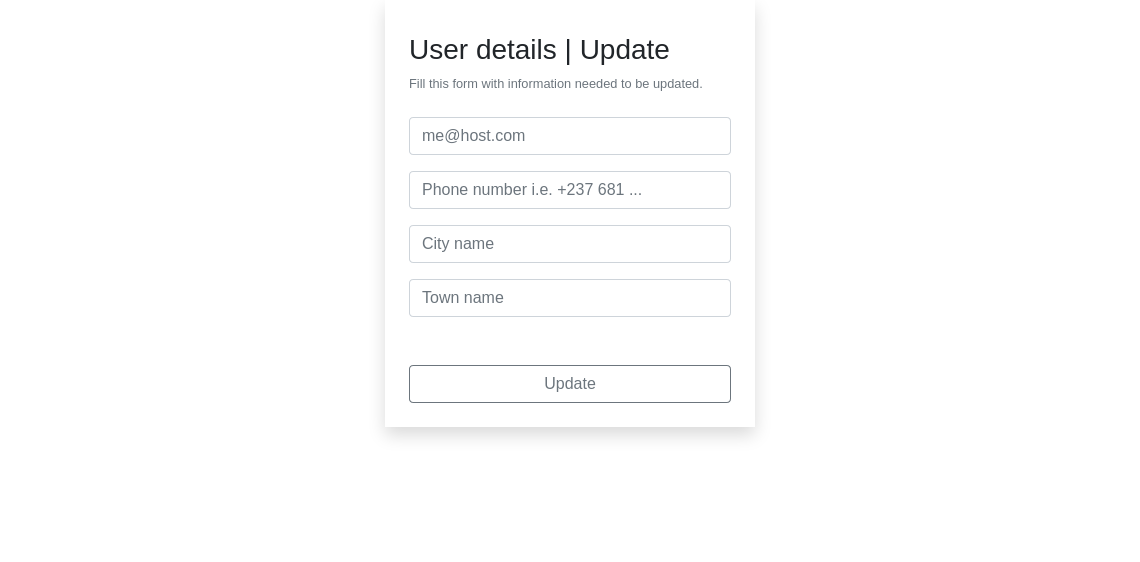 User details | Update
Fill this form with information needed to be updated.
me@host.com
Phone number i.e. +237 681 ...
City name
Town name
Update